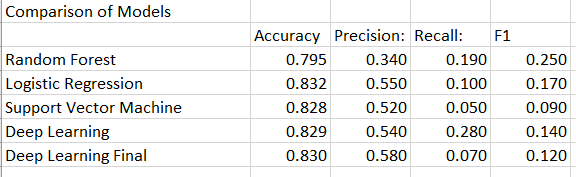 Comparison of Models
Accuracy Precision: Recall: F1
Random Forest 0.795 0.340 0.190 0.250
Logistic Regression 0.832 0.550 0.100 0.170
Support Vector Machine 0.828 0.520 0.050 0.090
Deep Learning 0.829 0.540 0.280 0.140
Deep Learning Final 0.830 0.580 0.070 0.120